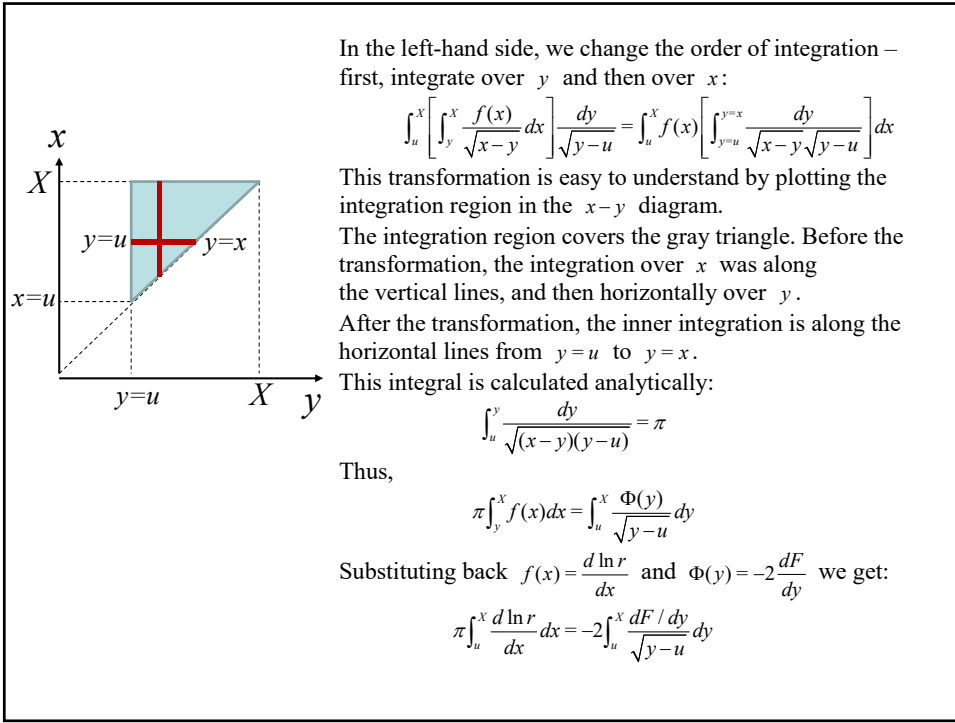 In the left-hand side, we change the order of integration –
first, integrate over y and then over x:
∫_u^X [∫_y^X f(x)/√(x−y) dx] dy/√(y−u) = ∫_u^X f(x) [∫_{y=u}^{y=x} dy/(√(x−y)√(y−u))] dx
This transformation is easy to understand by plotting the
integration region in the x−y diagram.
The integration region covers the gray triangle. Before the
transformation, the integration over x was along
the vertical lines, and then horizontally over y.
After the transformation, the inner integration is along the
horizontal lines from y=u to y=x.
This integral is calculated analytically:
∫_u^y dy/√((x−y)(y−u)) = π
Thus,
π∫_y^X f(x)dx = ∫_u^X Φ(y)/√(y−u) dy
Substituting back f(x) = d ln r/dx and Φ(y) = −2 dF/dy we get:
π∫_u^X d ln r/dx dx = −2∫_u^X (dF / dy)/√(y−u) dy
x
X
y=u
y=x
x=u
y=u
X
y